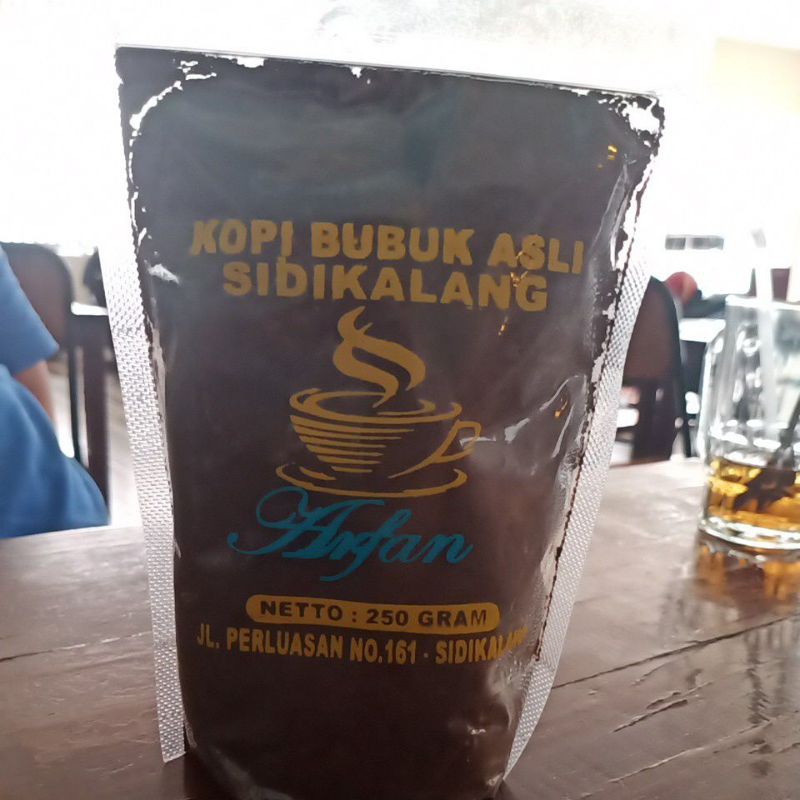 KOPI BUBUK ASLI
SIDIKALANG
Arfan
NETTO : 250 GRAM
JL. PERLUASAN NO.161 - SIDIKALANG